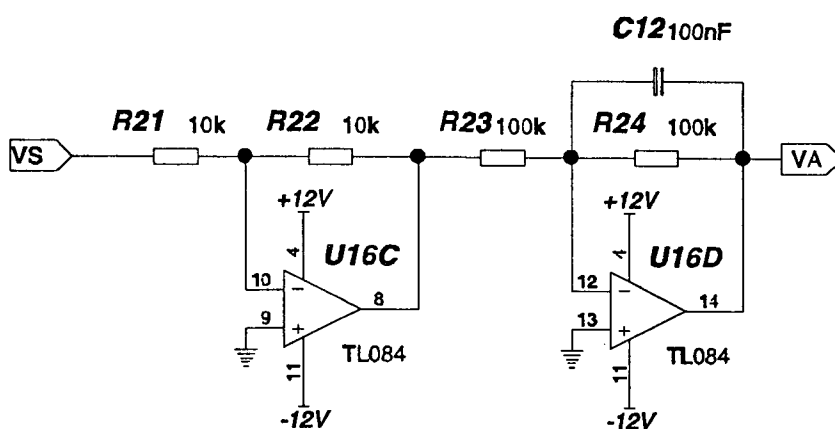 C12 100nF
R21 10k R22 10k R23 100k R24 100k
VS VA
+12V +12V
4 4
U16C U16D
10 - 8 12 - 14
9 + 13 +
TL084 TL084
11 11
-12V -12V